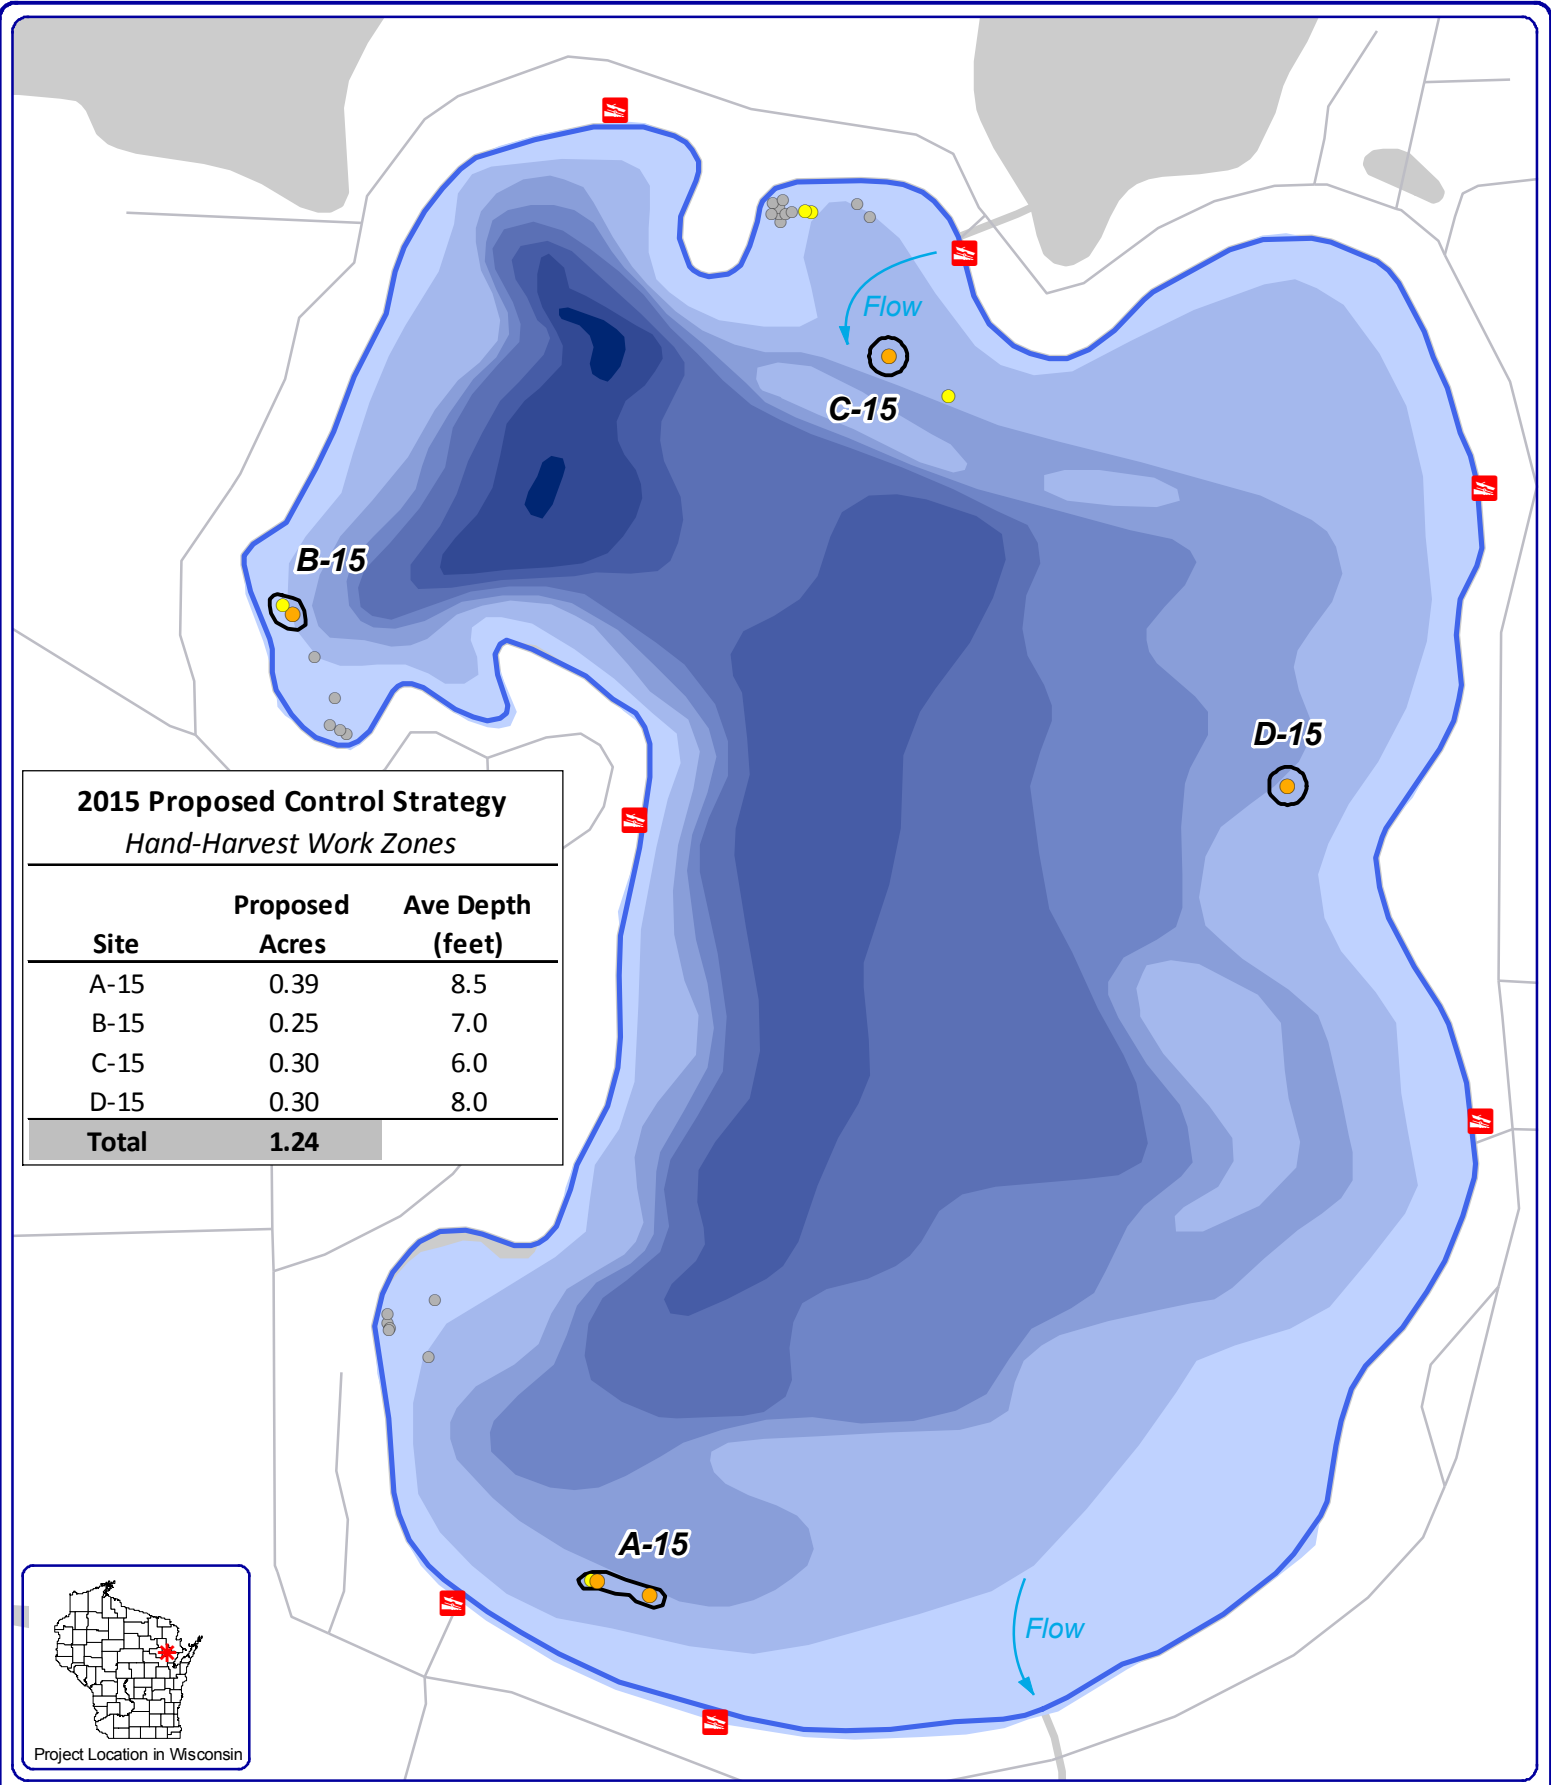 Flow
C-15
B-15
D-15
2015 Proposed Control Strategy
Hand-Harvest Work Zones
Site Proposed Acres Ave Depth (feet)
A-15 0.39 8.5
B-15 0.25 7.0
C-15 0.30 6.0
D-15 0.30 8.0
Total 1.24
A-15
Flow
Project Location in Wisconsin